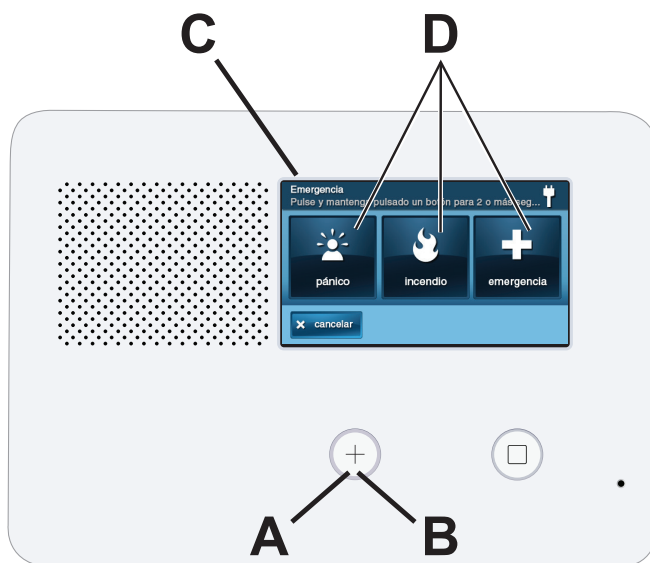 C D
Emergencia
Pulse y mantenga pulsado un botón para 2 o más seg...
pánico incendio emergencia
cancelar
A B